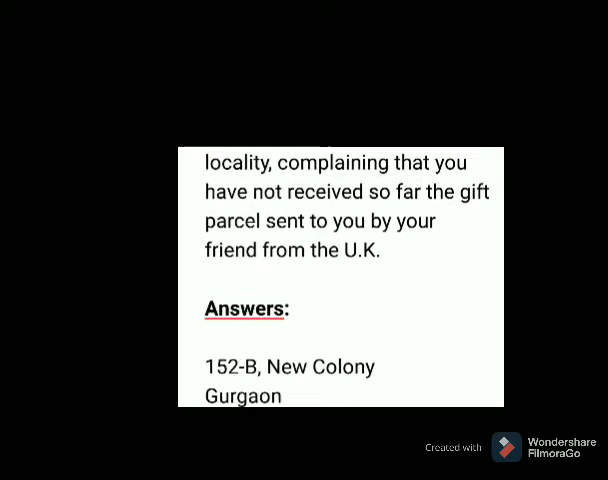 locality, complaining that you
have not received so far the gift
parcel sent to you by your
friend from the U.K.
Answers:
152-B, New Colony
Gurgaon
Created with Wondershare
FilmoraGo